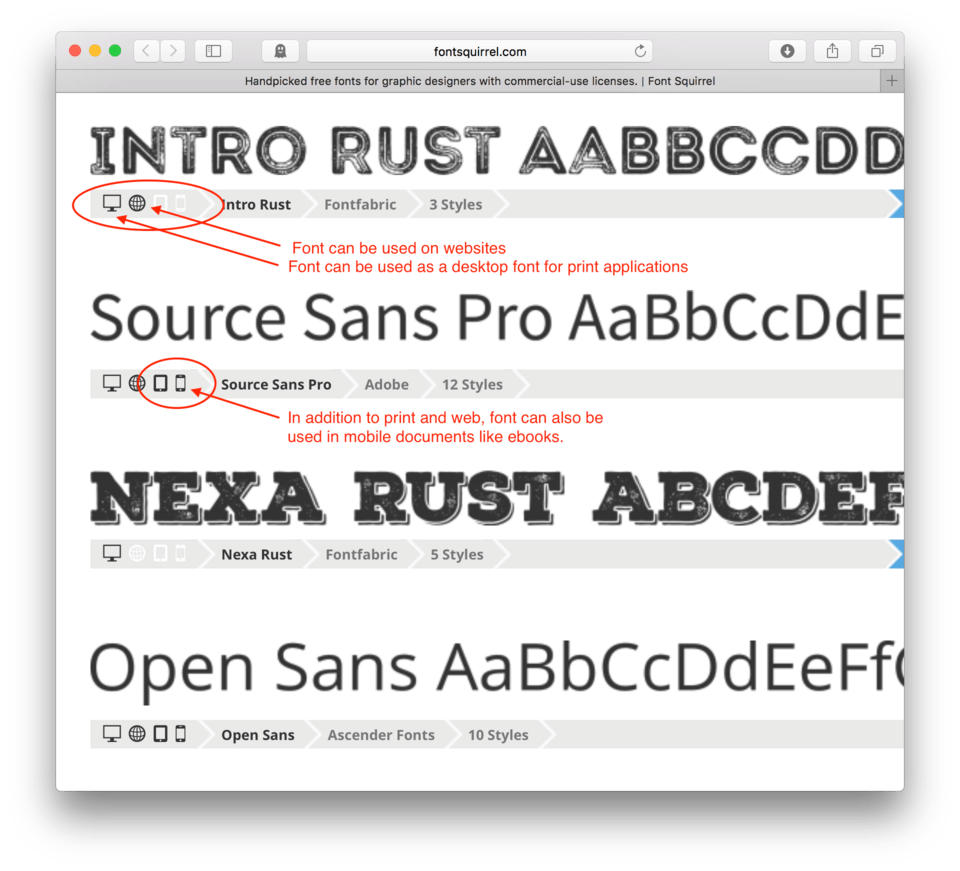 fontsquirrel.com
Handpicked free fonts for graphic designers with commercial-use licenses. | Font Squirrel
INTRO RUST AABBCCDD
Intro Rust Fontfabric 3 Styles
Font can be used on websites
Font can be used as a desktop font for print applications
Source Sans Pro AaBbCcDdE
Source Sans Pro Adobe 12 Styles
In addition to print and web, font can also be
used in mobile documents like ebooks.
NEXA RUST ABCDEF
Nexa Rust Fontfabric 5 Styles
Open Sans AaBbCcDdEeFf
Open Sans Ascender Fonts 10 Styles